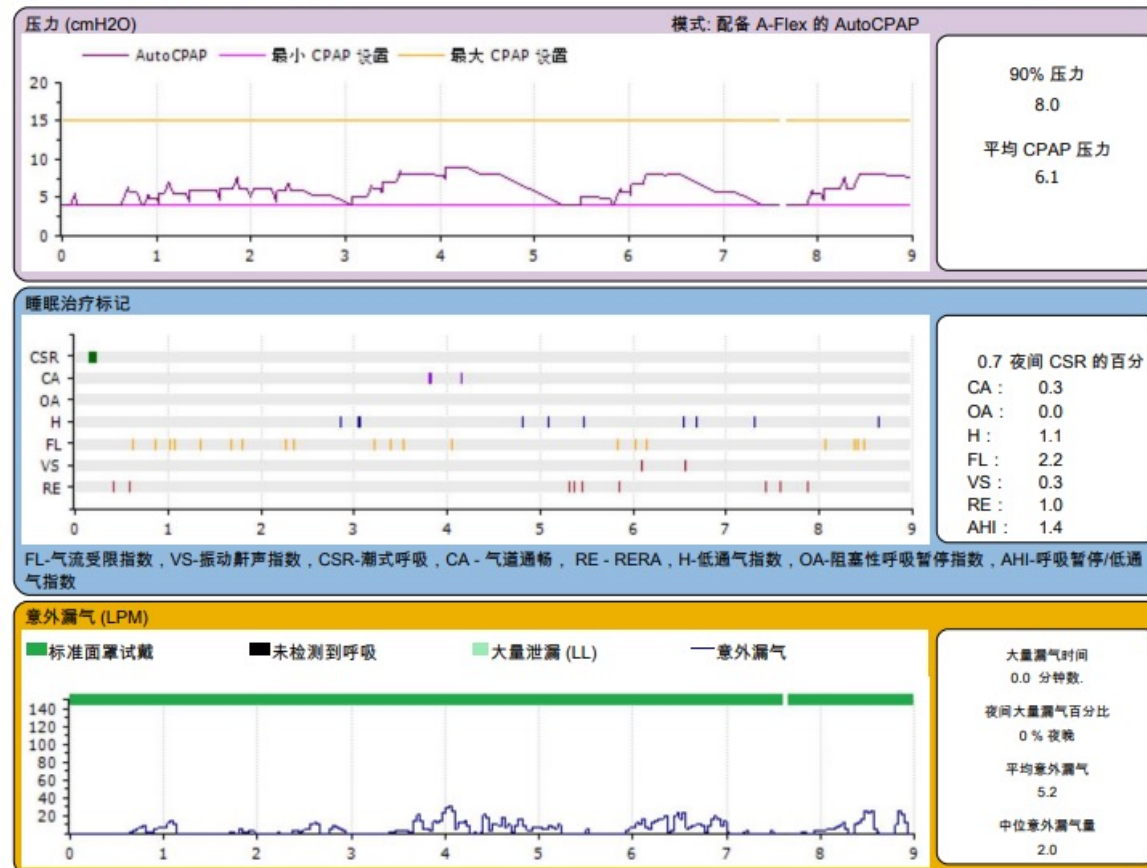 压力 (cmH2O)
模式: 配备 A-Flex 的 AutoCPAP
AutoCPAP 最小 CPAP 设置 最大 CPAP 设置
20
15
10
5
0
0 1 2 3 4 5 6 7 8 9
90% 压力
8.0
平均 CPAP 压力
6.1
睡眠治疗标记
CSR
CA
OA
H
FL
VS
RE
0 1 2 3 4 5 6 7 8 9
0.7 夜间 CSR 的百分
CA : 0.3
OA : 0.0
H : 1.1
FL : 2.2
VS : 0.3
RE : 1.0
AHI : 1.4
FL-气流受限指数，VS-振动鼾声指数，CSR-潮式呼吸，CA - 气道通畅， RE - RERA，H-低通气指数，OA-阻塞性呼吸暂停指数，AHI-呼吸暂停/低通
气指数
意外漏气 (LPM)
标准面罩试戴 未检测到呼吸 大量泄漏 (LL) 意外漏气
140
120
100
80
60
40
20
0 1 2 3 4 5 6 7 8 9
大量漏气时间
0.0 分钟数.
夜间大量漏气百分比
0 % 夜晚
平均意外漏气
5.2
中位意外漏气量
2.0